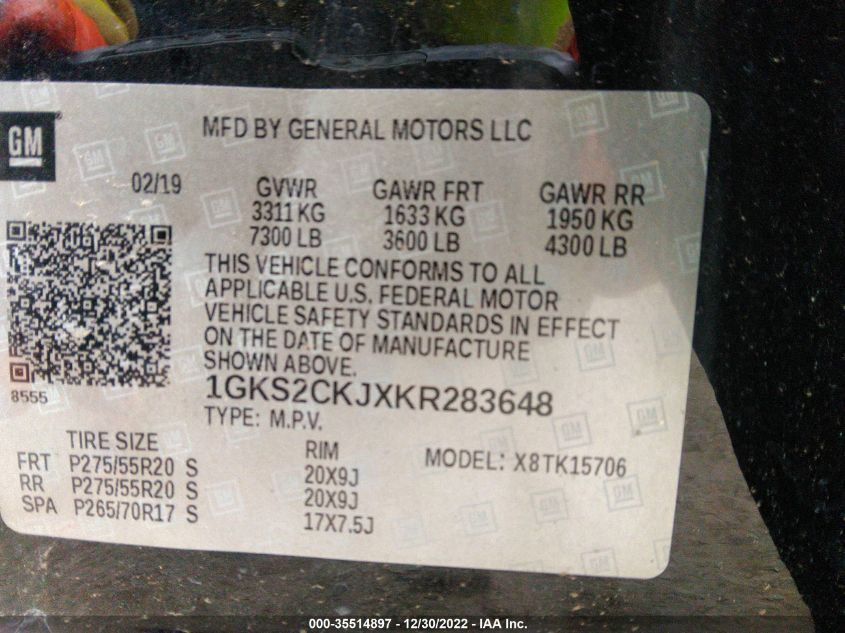 GM
MFD BY GENERAL MOTORS LLC
02/19 GVWR GAWR FRT GAWR RR
3311 KG 1633 KG 1950 KG
7300 LB 3600 LB 4300 LB
THIS VEHICLE CONFORMS TO ALL
APPLICABLE U.S. FEDERAL MOTOR
VEHICLE SAFETY STANDARDS IN EFFECT
ON THE DATE OF MANUFACTURE
SHOWN ABOVE.
8555
1GKS2CKJXKR283648
TYPE: M.P.V.
TIRE SIZE RIM MODEL: X8TK15706
FRT P275/55R20 S 20X9J
RR P275/55R20 S 20X9J
SPA P265/70R17 S 17X7.5J
000-35514897 - 12/30/2022 - IAA Inc.